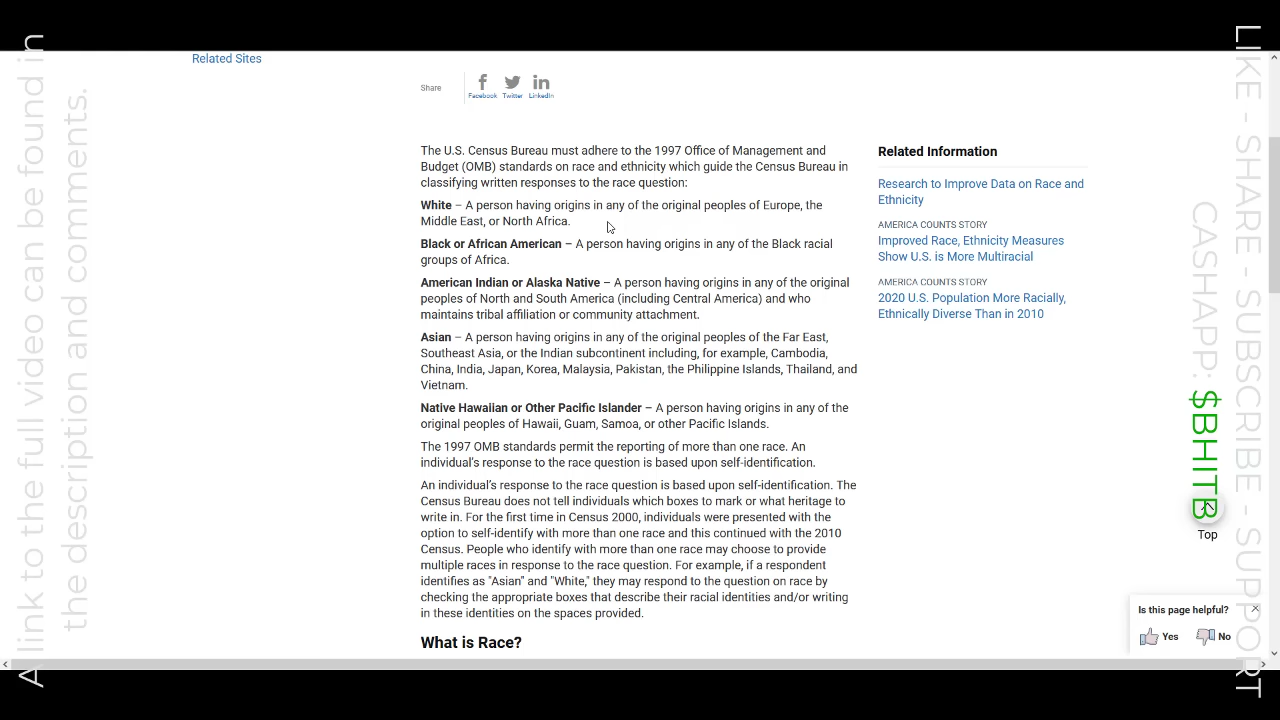 Related Sites
Share
Facebook Twitter LinkedIn
The U.S. Census Bureau must adhere to the 1997 Office of Management and
Budget (OMB) standards on race and ethnicity which guide the Census Bureau in
classifying written responses to the race question:
White – A person having origins in any of the original peoples of Europe, the
Middle East, or North Africa.
Black or African American – A person having origins in any of the Black racial
groups of Africa.
American Indian or Alaska Native – A person having origins in any of the original
peoples of North and South America (including Central America) and who
maintains tribal affiliation or community attachment.
Asian – A person having origins in any of the original peoples of the Far East,
Southeast Asia, or the Indian subcontinent including, for example, Cambodia,
China, India, Japan, Korea, Malaysia, Pakistan, the Philippine Islands, Thailand, and
Vietnam.
Native Hawaiian or Other Pacific Islander – A person having origins in any of the
original peoples of Hawaii, Guam, Samoa, or other Pacific Islands.
The 1997 OMB standards permit the reporting of more than one race. An
individual's response to the race question is based upon self-identification.
An individual's response to the race question is based upon self-identification. The
Census Bureau does not tell individuals which boxes to mark or what heritage to
write in. For the first time in Census 2000, individuals were presented with the
option to self-identify with more than one race and this continued with the 2010
Census. People who identify with more than one race may choose to provide
multiple races in response to the race question. For example, if a respondent
identifies as "Asian" and "White," they may respond to the question on race by
checking the appropriate boxes that describe their racial identities and/or writing
in these identities on the spaces provided.
What is Race?
Related Information
Research to Improve Data on Race and
Ethnicity
AMERICA COUNTS STORY
Improved Race, Ethnicity Measures
Show U.S. is More Multiracial
AMERICA COUNTS STORY
2020 U.S. Population More Racially,
Ethnically Diverse Than in 2010
Top
Is this page helpful?
Yes No
A link to the full video can be found in
the description and comments.
LIKE - SHARE - SUBSCRIBE - SUPPORT
CASHAPP: $BHITB